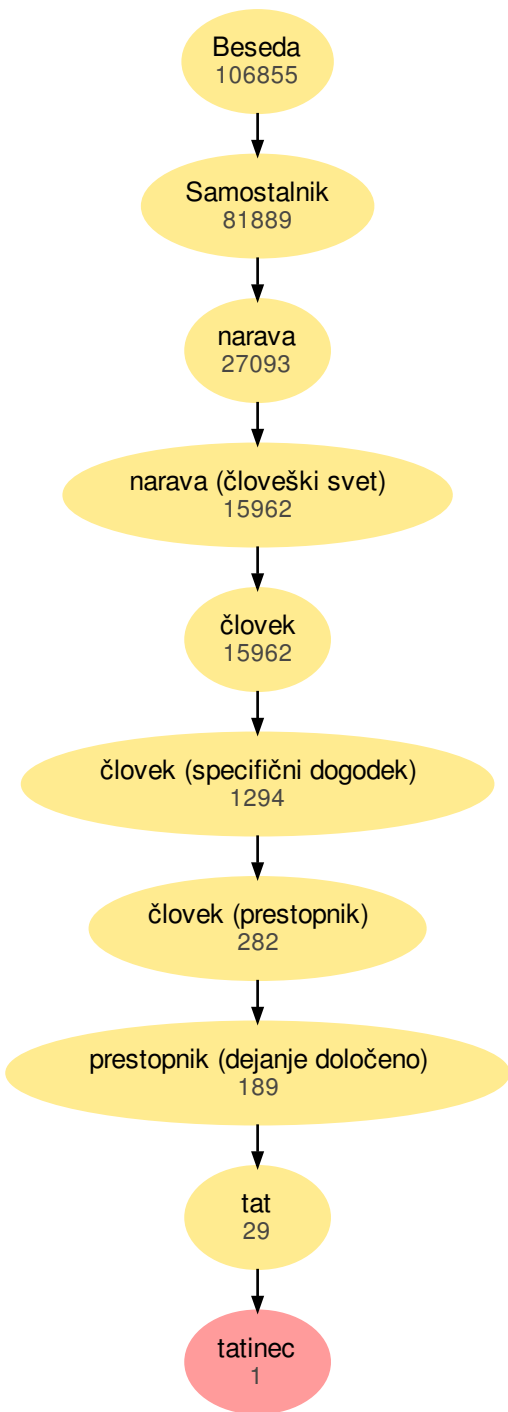 Beseda
106855
Samostalnik
81889
narava
27093
narava (človeški svet)
15962
človek
15962
človek (specifični dogodek)
1294
človek (prestopnik)
282
prestopnik (dejanje določeno)
189
tat
29
tatinec
1